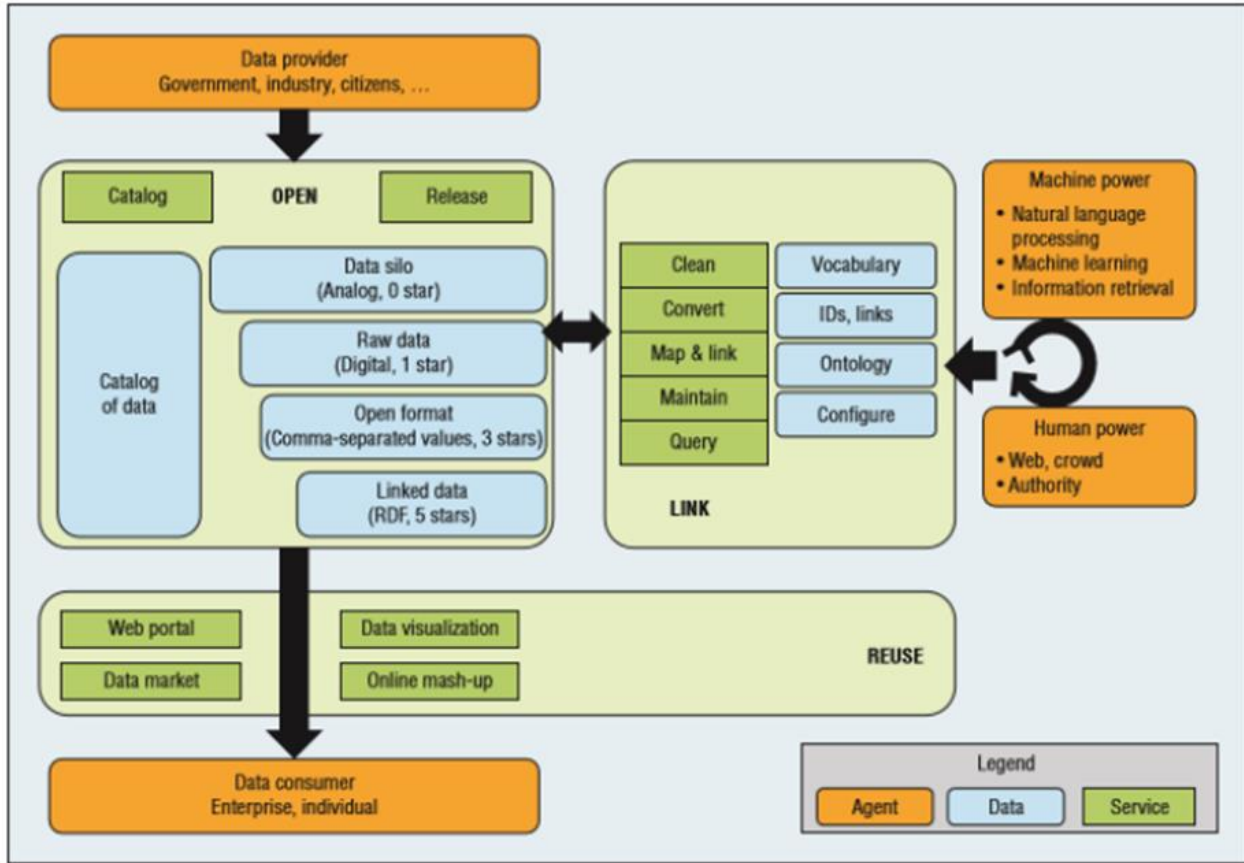 Data provider
Government, industry, citizens, …
Catalog
OPEN
Release
Catalog
of data
Data silo
(Analog, 0 star)
Raw data
(Digital, 1 star)
Open format
(Comma-separated values, 3 stars)
Linked data
(RDF, 5 stars)
Clean
Convert
Map & link
Maintain
Query
Vocabulary
IDs, links
Ontology
Configure
LINK
Machine power
• Natural language
processing
• Machine learning
• Information retrieval
Human power
• Web, crowd
• Authority
Web portal
Data visualization
Data market
Online mash-up
REUSE
Data consumer
Enterprise, individual
Legend
Agent
Data
Service